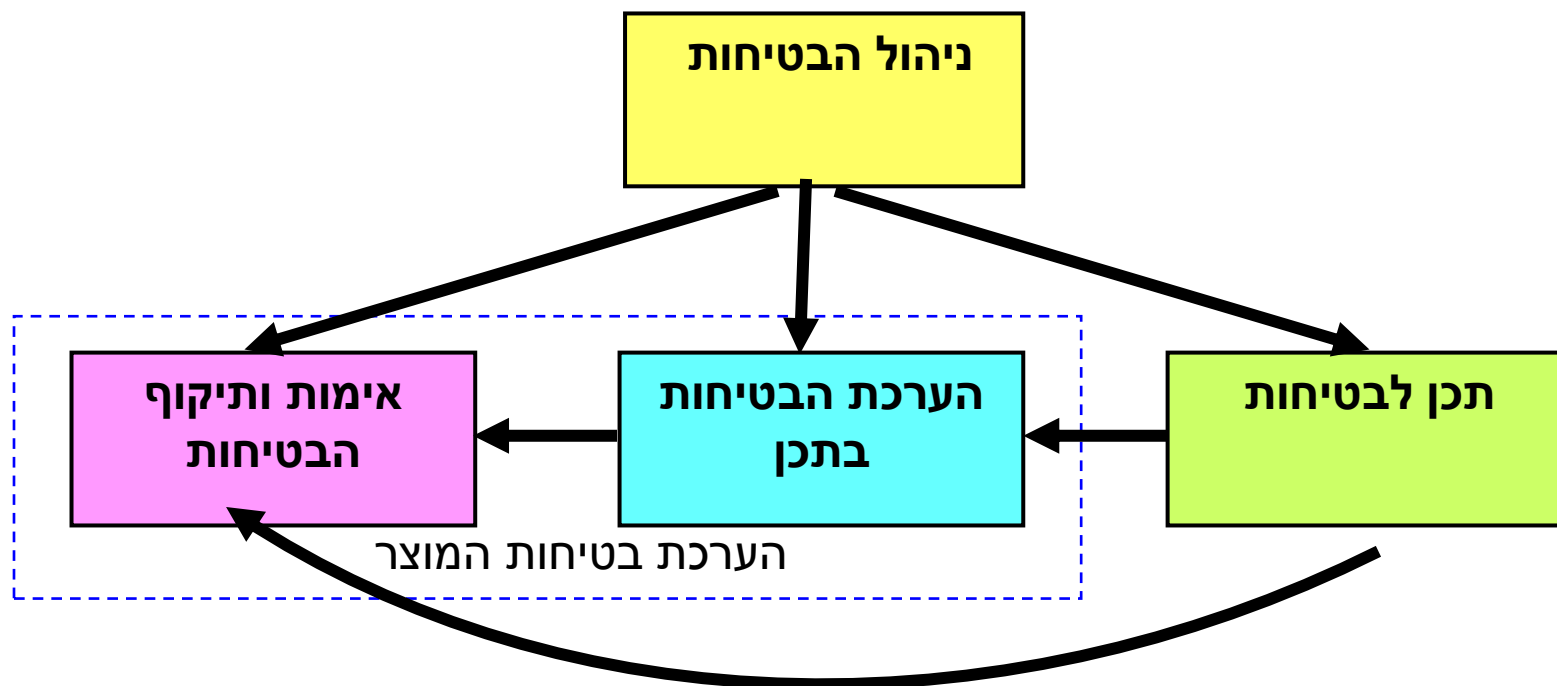 ניהול הבטיחות
תכן לבטיחות
הערכת הבטיחות
בתכן
אימות ותיקוף
הבטיחות
הערכת בטיחות המוצר